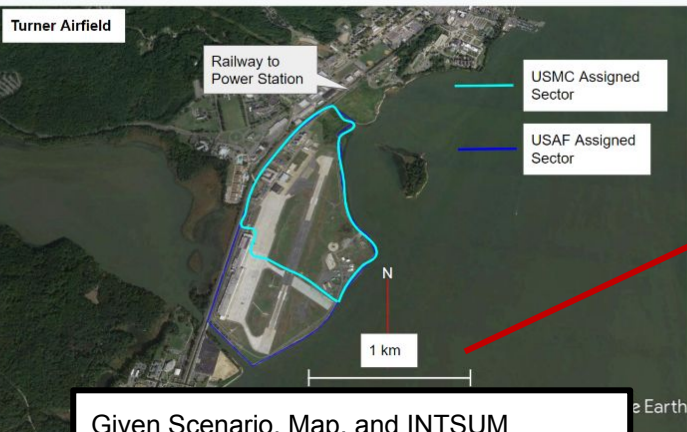 Turner Airfield
Railway to
Power Station
USMC Assigned
Sector
USAF Assigned
Sector
N
1 km
Earth
Given Scenario, Map, and INTSUM